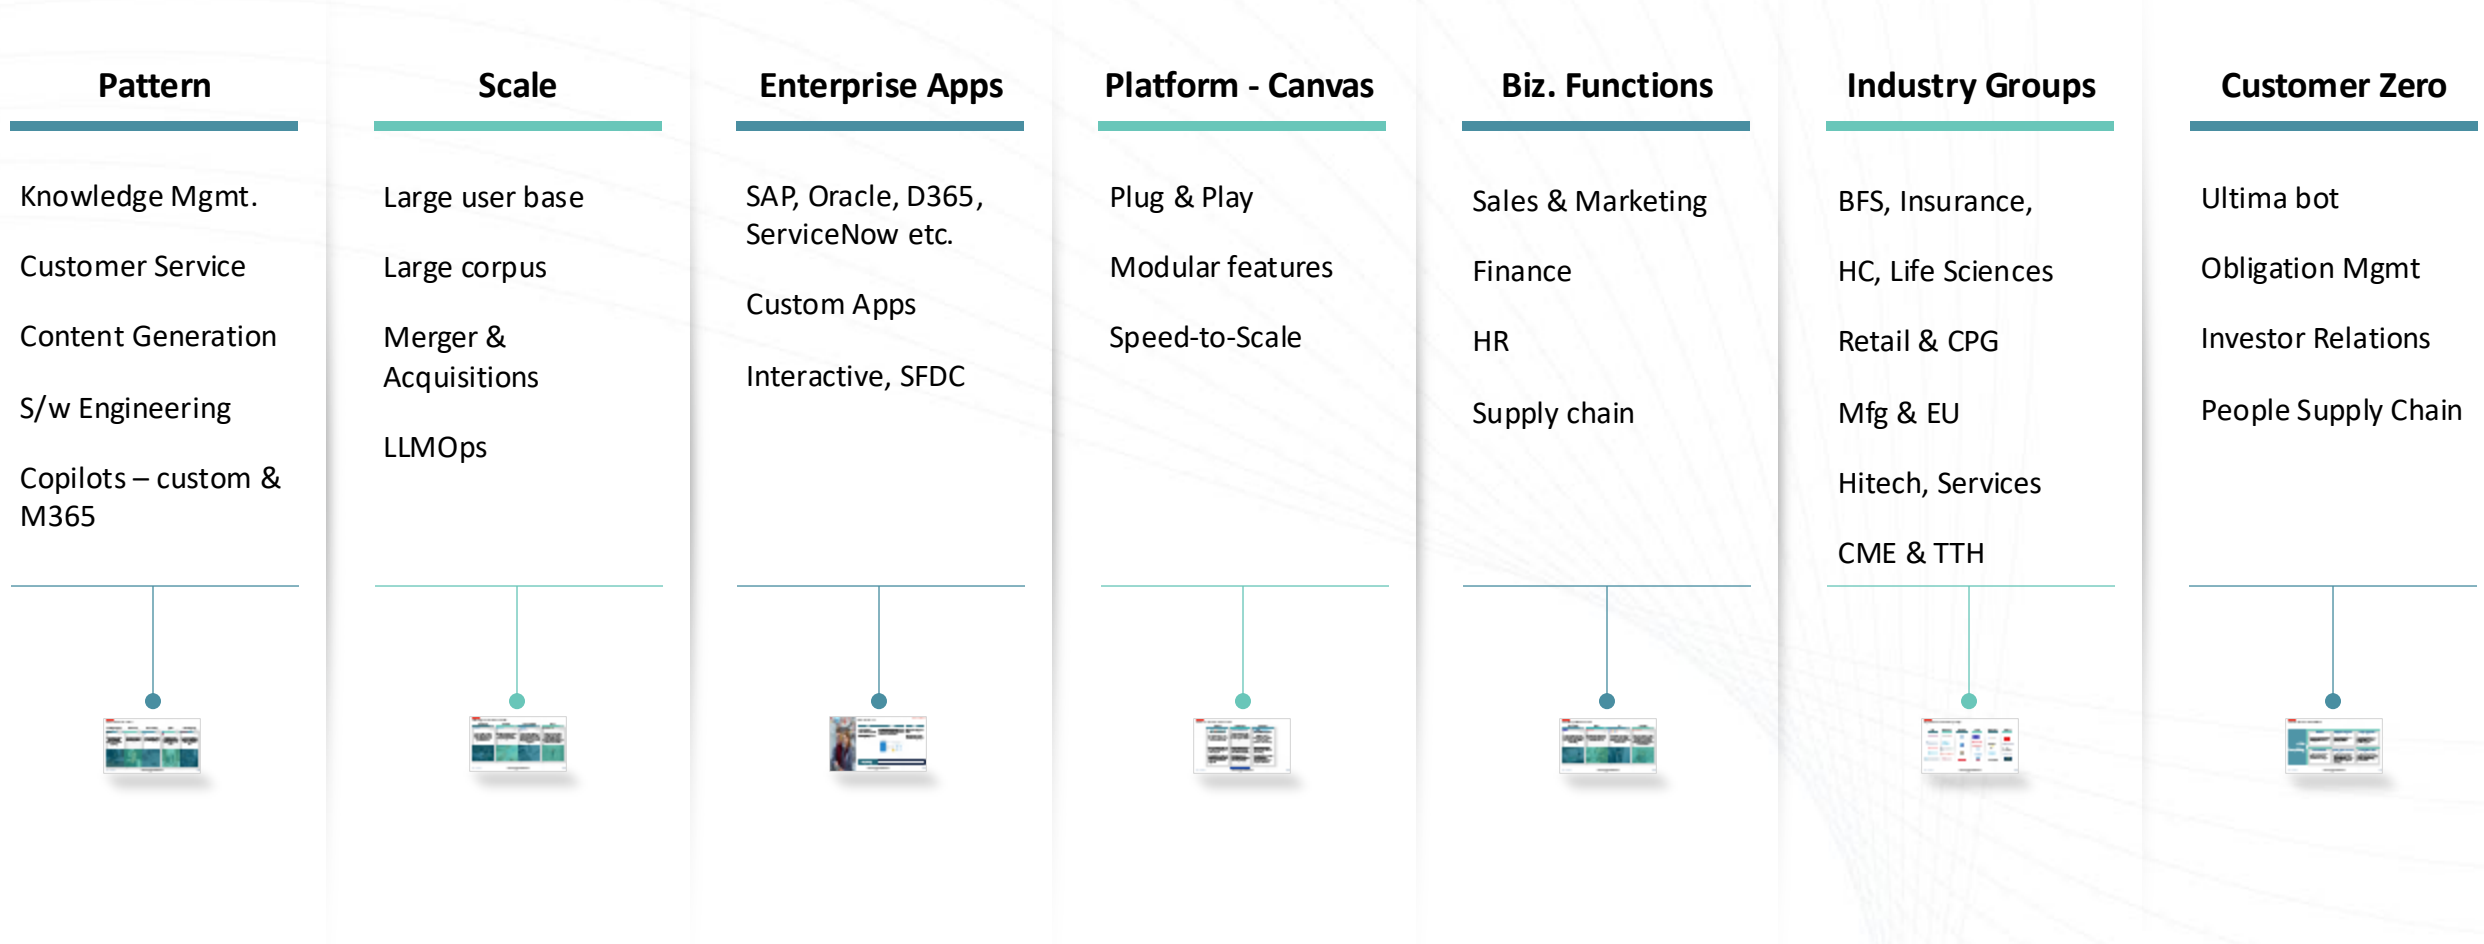 Pattern
Knowledge Mgmt.
Customer Service
Content Generation
S/w Engineering
Copilots – custom &
M365
Scale
Large user base
Large corpus
Merger &
Acquisitions
LLMOps
Enterprise Apps
SAP, Oracle, D365,
ServiceNow etc.
Custom Apps
Interactive, SFDC
Platform - Canvas
Plug & Play
Modular features
Speed-to-Scale
Biz. Functions
Sales & Marketing
Finance
HR
Supply chain
Industry Groups
BFS, Insurance,
HC, Life Sciences
Retail & CPG
Mfg & EU
Hitech, Services
CME & TTH
Customer Zero
Ultima bot
Obligation Mgmt
Investor Relations
People Supply Chain